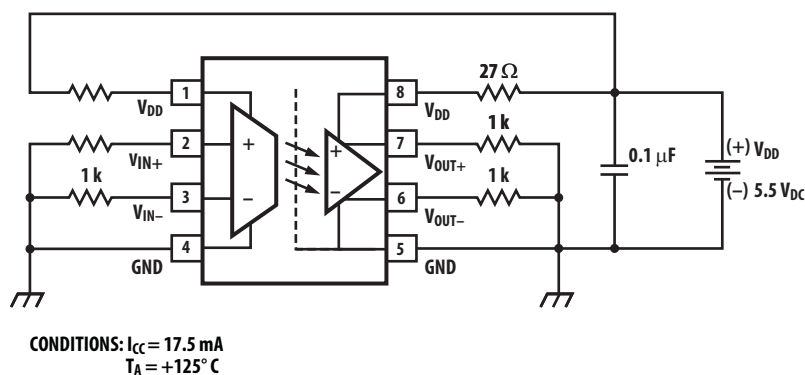 1
VDD
2
VIN+
1 k
3
VIN–
4
GND
+
–
+
–
8
VDD
27 Ω
7
VOUT+
1 k
6
VOUT–
1 k
5
GND
0.1 μF
(+) VDD
(–) 5.5 VDC
CONDITIONS: ICC = 17.5 mA
TA = +125° C